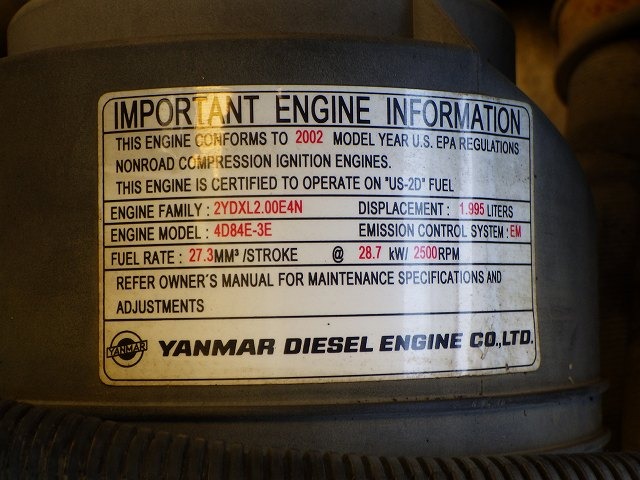 IMPORTANT ENGINE INFORMATION
THIS ENGINE CONFORMS TO 2002 MODEL YEAR U.S. EPA REGULATIONS
NONROAD COMPRESSION IGNITION ENGINES.
THIS ENGINE IS CERTIFIED TO OPERATE ON "US-2D" FUEL
ENGINE FAMILY : 2YDXL2.00E4N DISPLACEMENT : 1.995 LITERS
ENGINE MODEL : 4D84E-3E EMISSION CONTROL SYSTEM : EM
FUEL RATE : 27.3 MM³ /STROKE @ 28.7 kW/ 2500RPM
REFER OWNER'S MANUAL FOR MAINTENANCE SPECIFICATIONS AND
ADJUSTMENTS
YANMAR YANMAR DIESEL ENGINE CO.,LTD.